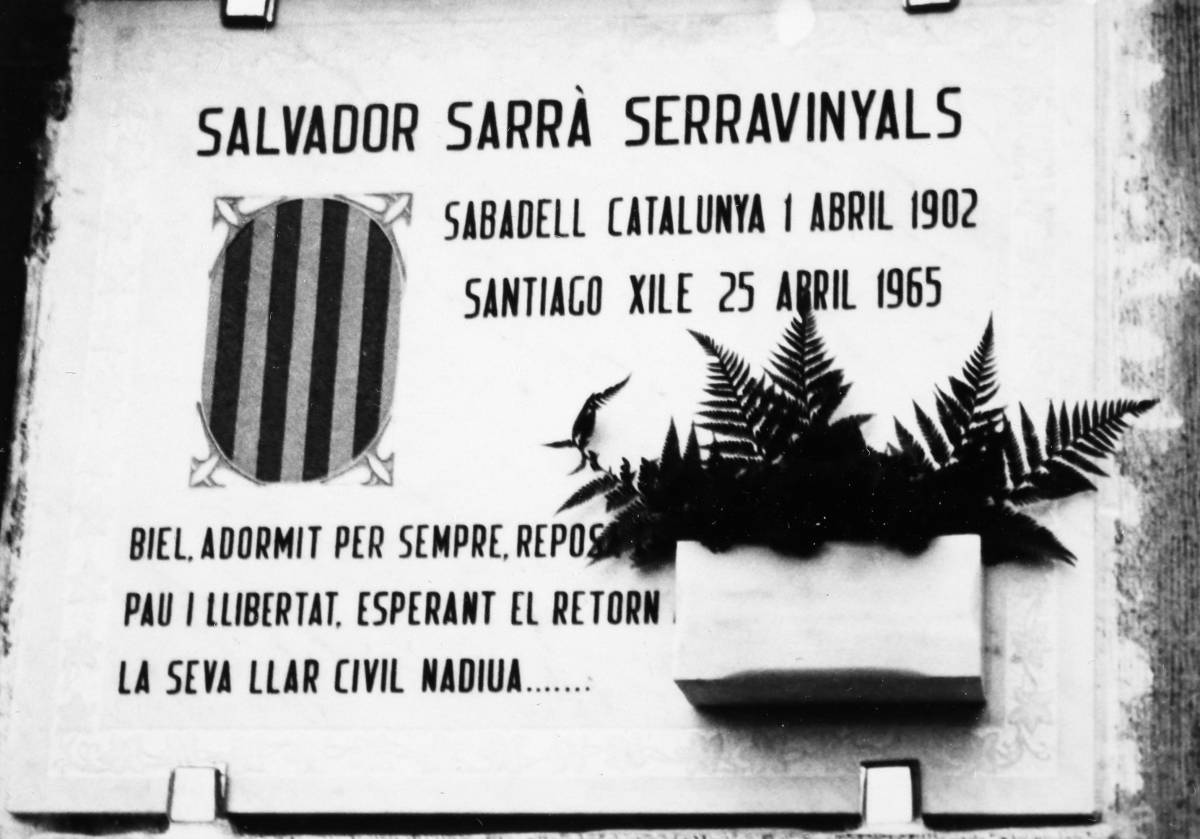 SALVADOR SARRÀ SERRAVINYALS
SABADELL CATALUNYA 1 ABRIL 1902
SANTIAGO XILE 25 ABRIL 1965
BIEL, ADORMIT PER SEMPRE, REPOS
PAU I LLIBERTAT, ESPERANT EL RETORN
LA SEVA LLAR CIVIL NADIUA.......